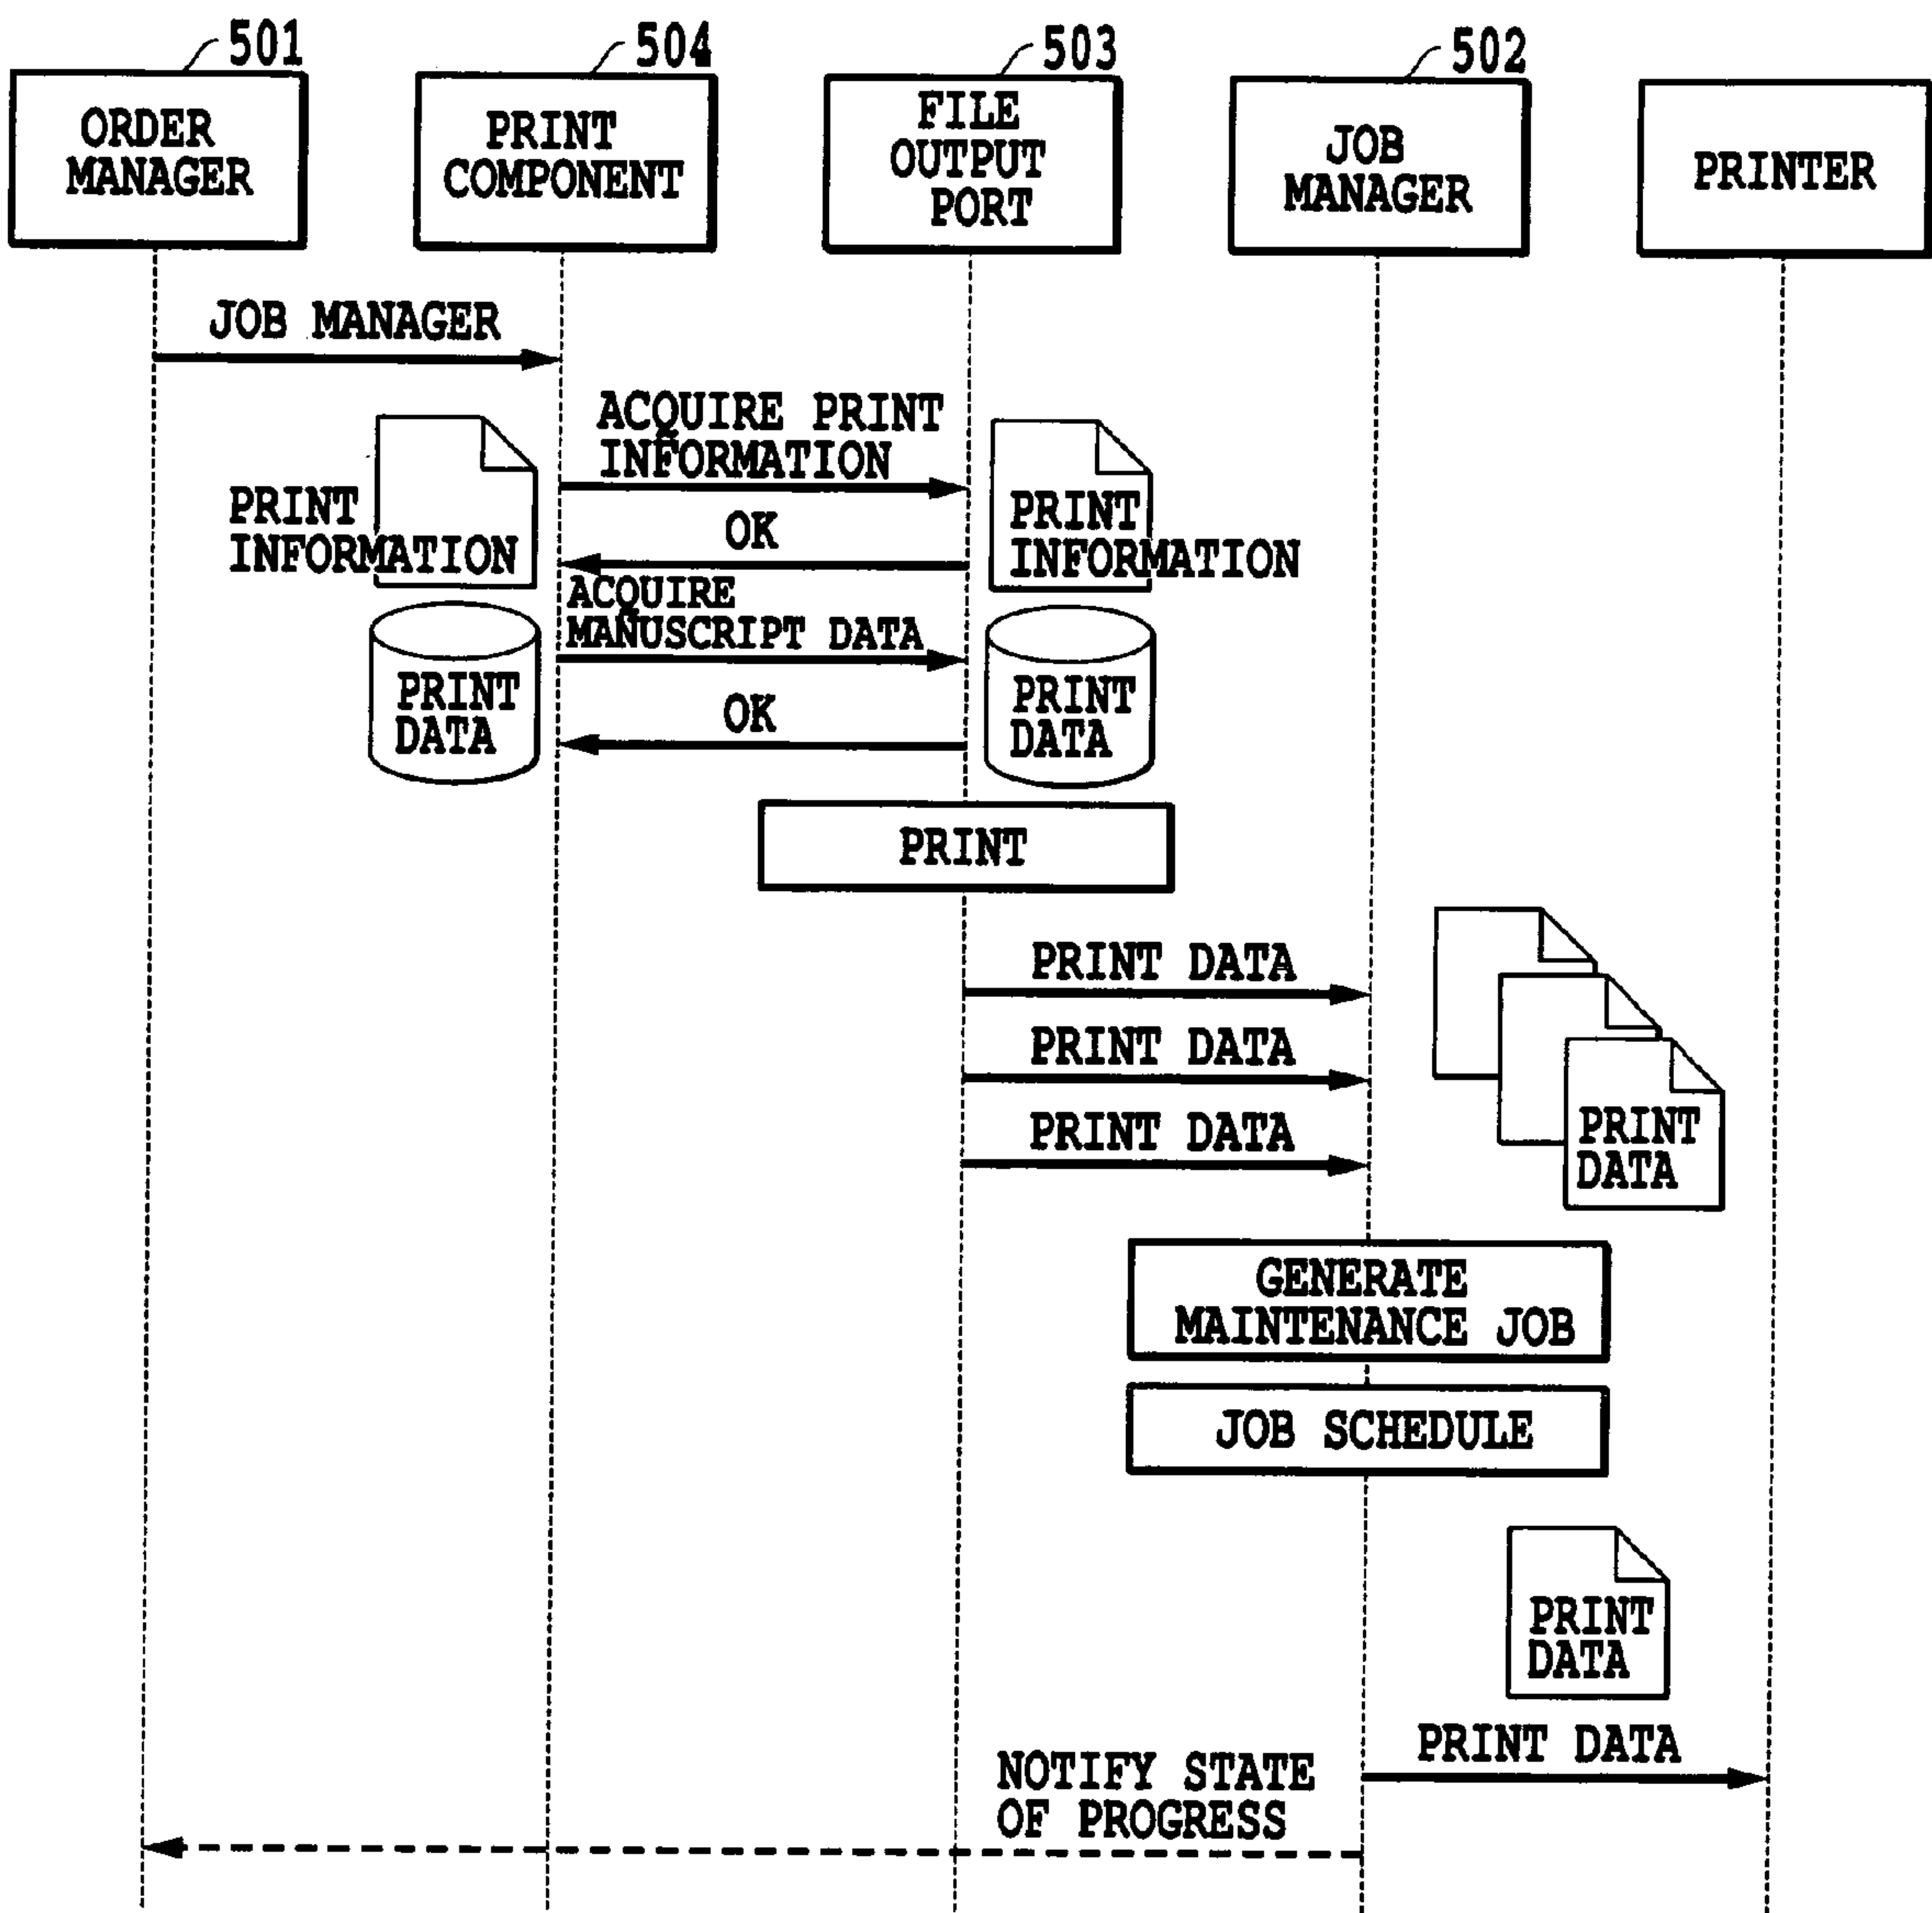 501
504
503
502
ORDER
MANAGER
PRINT
COMPONENT
FILE
OUTPUT
PORT
JOB
MANAGER
PRINTER
JOB MANAGER
ACQUIRE PRINT
INFORMATION
PRINT
INFORMATION
OK
PRINT
INFORMATION
ACQUIRE
MANUSCRIPT DATA
PRINT
DATA
OK
PRINT
DATA
PRINT
PRINT DATA
PRINT DATA
PRINT DATA
PRINT
DATA
GENERATE
MAINTENANCE JOB
JOB SCHEDULE
PRINT
DATA
PRINT DATA
NOTIFY STATE
OF PROGRESS